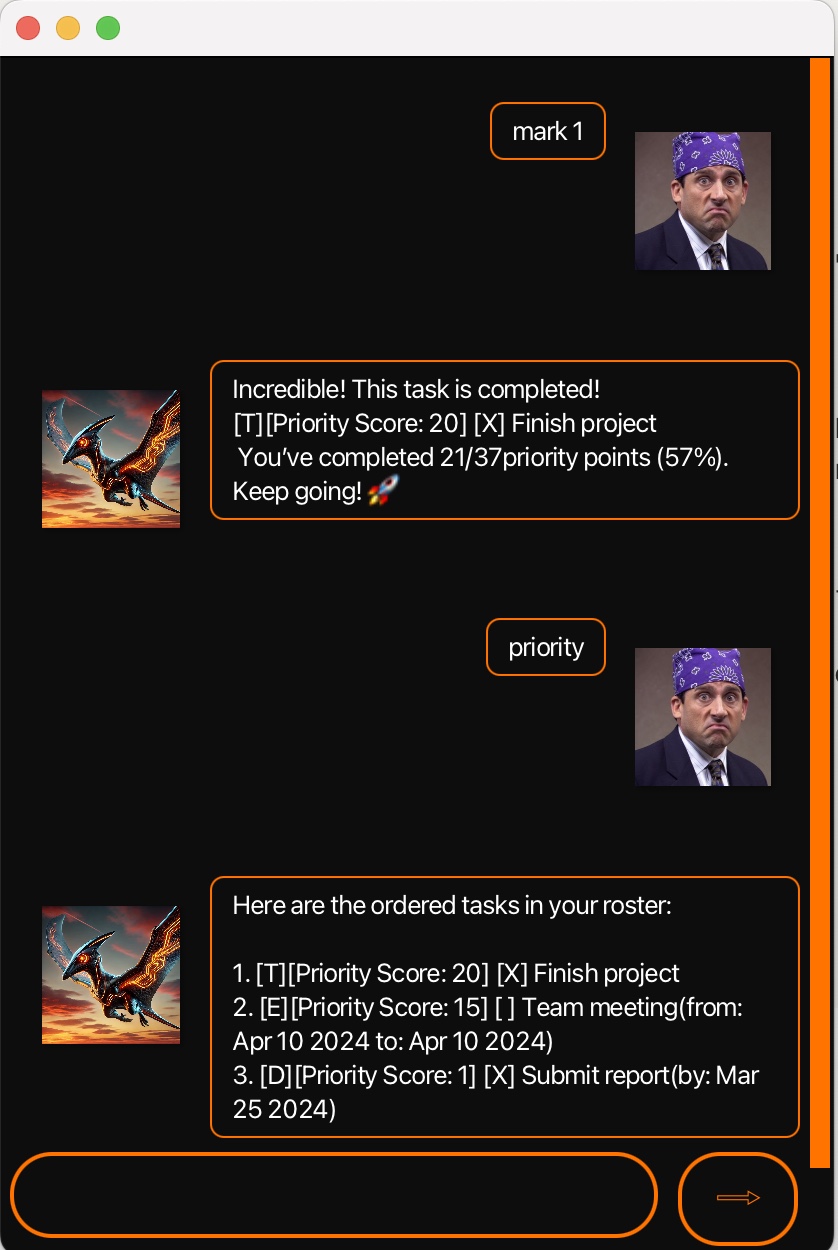 mark 1
Incredible! This task is completed!
[T][Priority Score: 20] [X] Finish project
You've completed 21/37priority points (57%).
Keep going! 🚀
priority
Here are the ordered tasks in your roster:
1. [T][Priority Score: 20] [X] Finish project
2. [E][Priority Score: 15] [ ] Team meeting(from:
Apr 10 2024 to: Apr 10 2024)
3. [D][Priority Score: 1] [X] Submit report(by: Mar
25 2024)